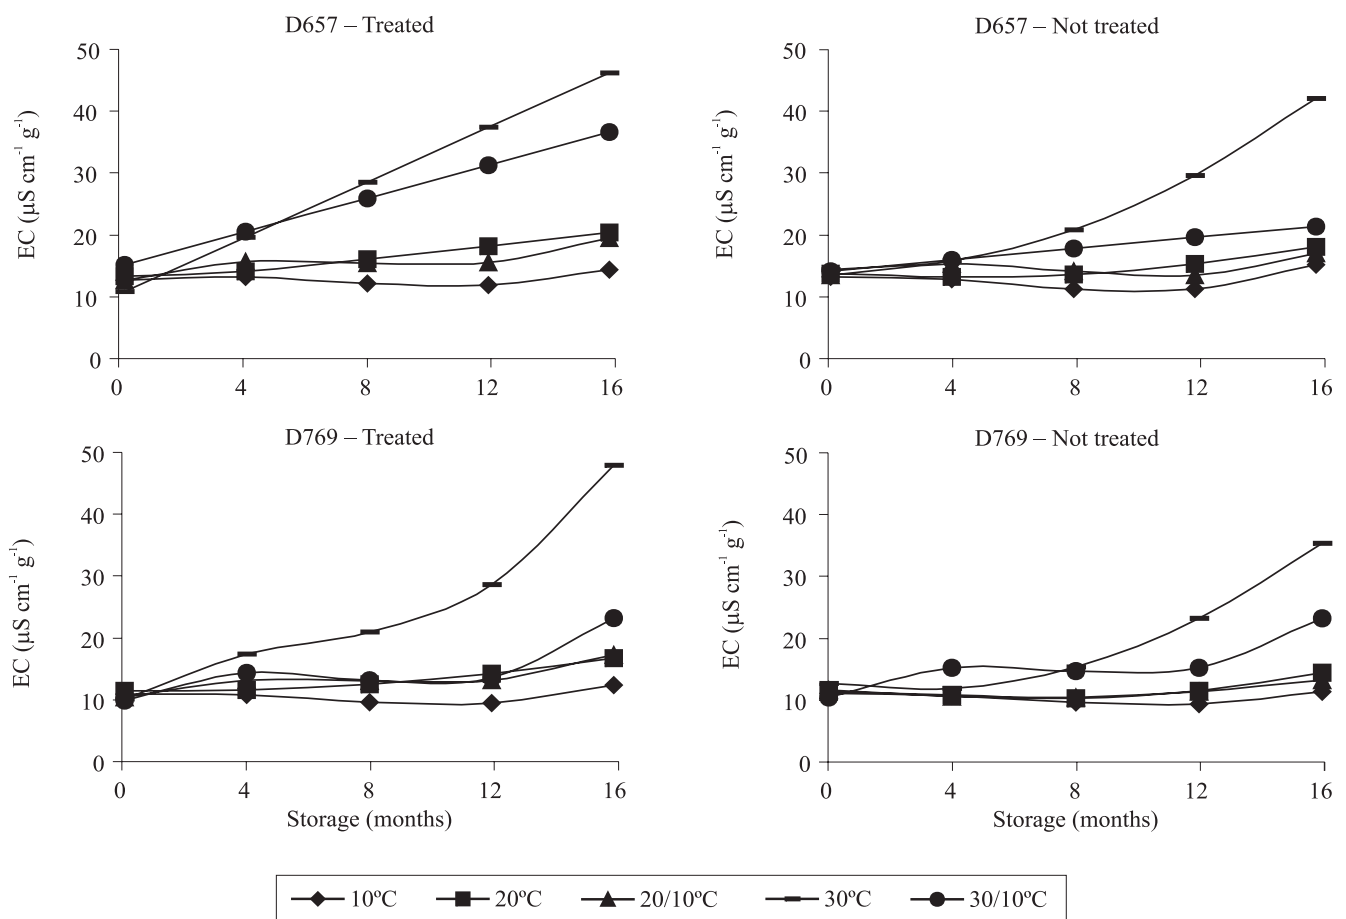 D657 – Treated
EC (µS cm⁻¹ g⁻¹)
50
40
30
20
10
0
0 4 8 12 16
D657 – Not treated
EC (µS cm⁻¹ g⁻¹)
50
40
30
20
10
0
0 4 8 12 16
D769 – Treated
EC (µS cm⁻¹ g⁻¹)
50
40
30
20
10
0
0 4 8 12 16
Storage (months)
D769 – Not treated
EC (µS cm⁻¹ g⁻¹)
50
40
30
20
10
0
0 4 8 12 16
Storage (months)
10ºC 20ºC 20/10ºC 30ºC 30/10ºC